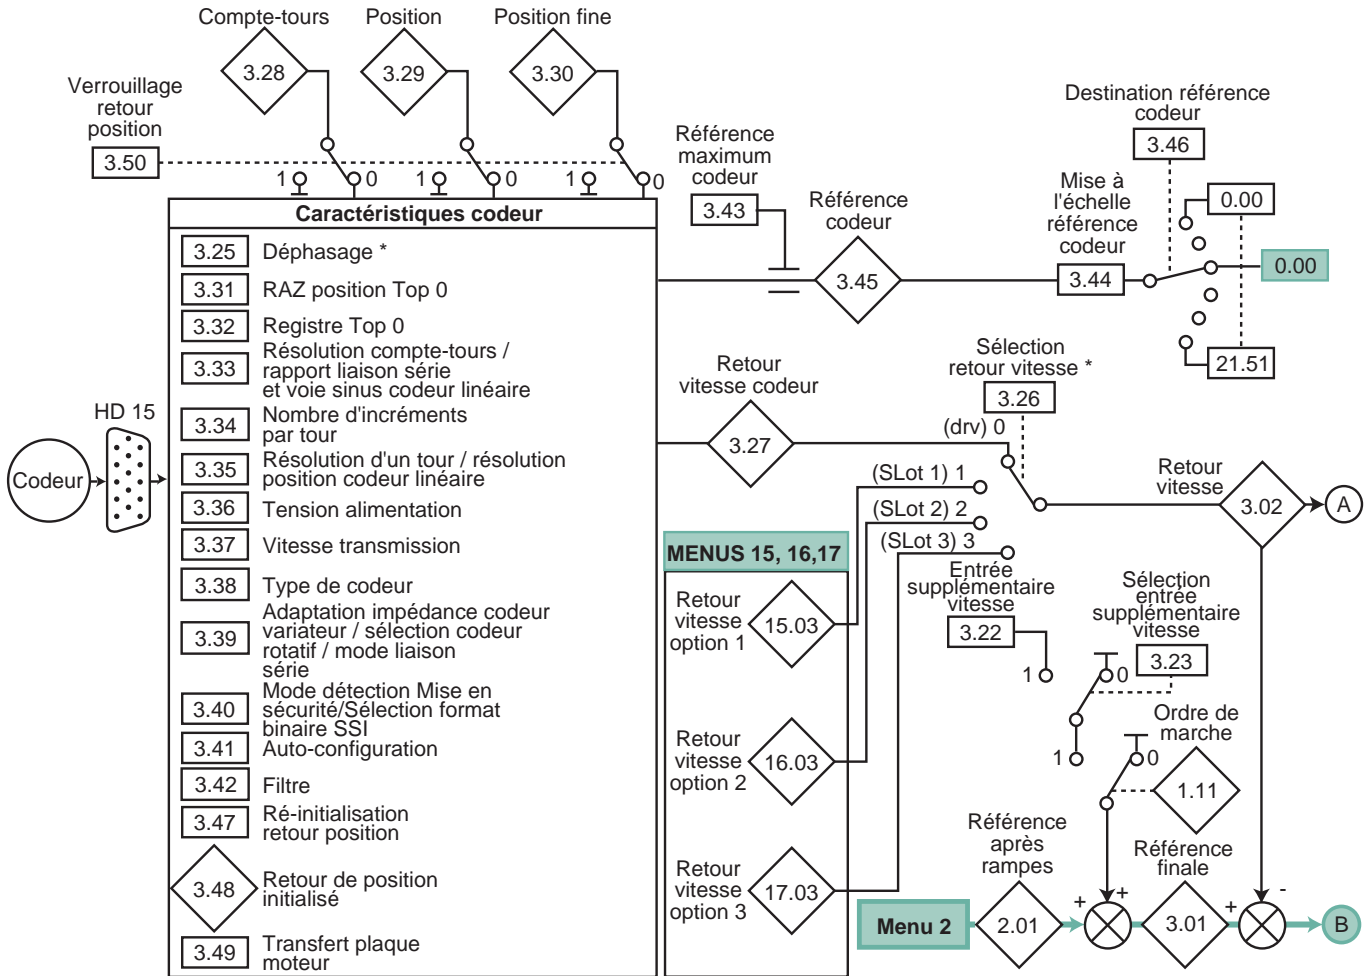 Compte-tours
Position
Position fine
3.28
3.29
3.30
Verrouillage
retour
position
3.50
1
0
1
0
1
0
Caractéristiques codeur
3.25 Déphasage *
3.31 RAZ position Top 0
3.32 Registre Top 0
3.33 Résolution compte-tours /
rapport liaison série
et voie sinus codeur linéaire
3.34 Nombre d'incréments
par tour
3.35 Résolution d'un tour / résolution
position codeur linéaire
3.36 Tension alimentation
3.37 Vitesse transmission
3.38 Type de codeur
3.39 Adaptation impédance codeur
variateur / sélection codeur
rotatif / mode liaison
série
3.40 Mode détection Mise en
sécurité/Sélection format
binaire SSI
3.41 Auto-configuration
3.42 Filtre
3.47 Ré-initialisation
retour position
3.48 Retour de position
initialisé
3.49 Transfert plaque
moteur
Codeur
HD 15
Référence
maximum
codeur
3.43
Référence
codeur
3.45
Destination référence
codeur
3.46
Mise à
l'échelle
référence
codeur
3.44
0.00
0.00
21.51
Retour
vitesse codeur
3.27
Sélection
retour vitesse *
3.26
(drv) 0
(SLot 1) 1
(SLot 2) 2
(SLot 3) 3
Retour
vitesse
3.02
A
MENUS 15, 16,17
Retour
vitesse
option 1
15.03
Retour
vitesse
option 2
16.03
Retour
vitesse
option 3
17.03
Entrée
supplémentaire
vitesse
3.22
Sélection
entrée
supplémentaire
vitesse
3.23
1
0
Ordre de
marche
1.11
1
0
Menu 2
Référence
après
rampes
2.01
+
+
Référence
finale
3.01
+
-
B